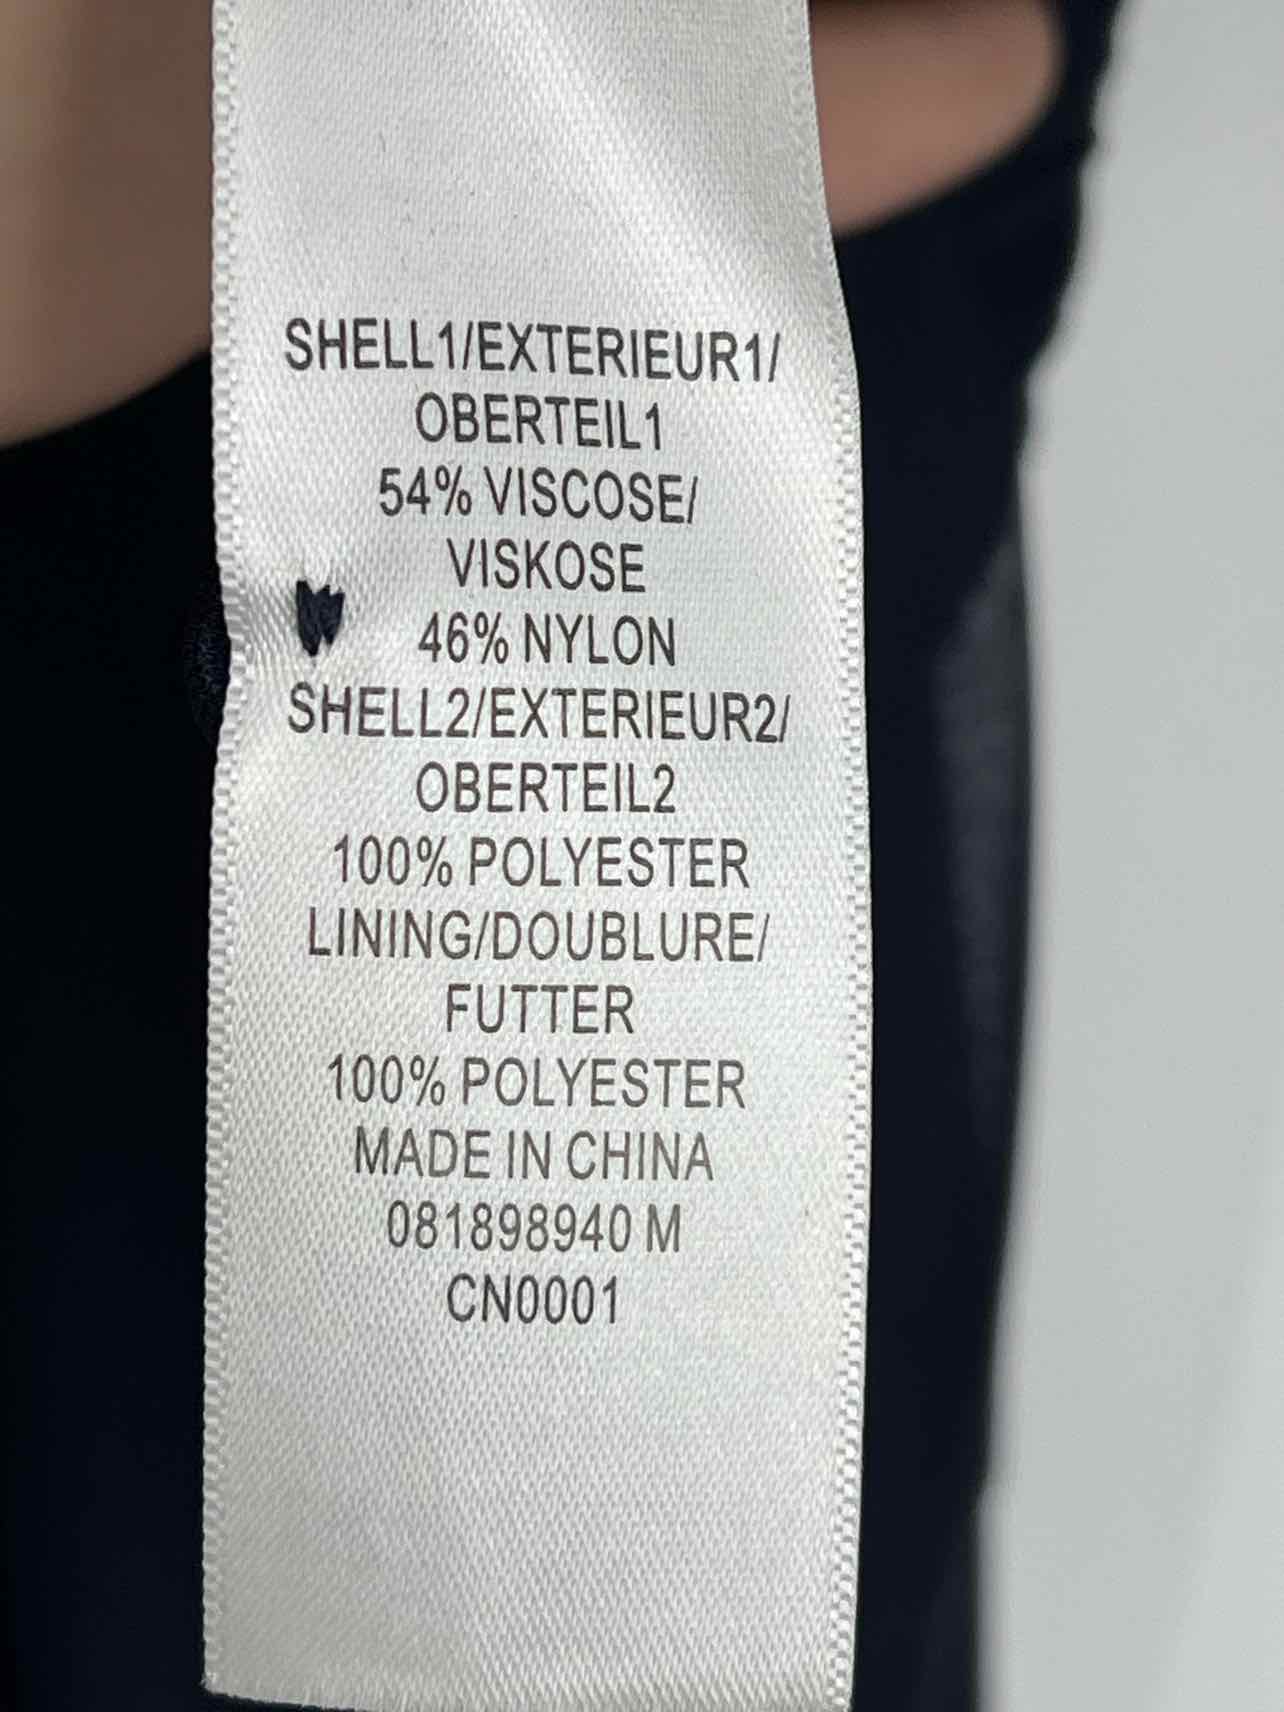 SHELL1/EXTERIEUR1/
OBERTEIL1
54% VISCOSE/
VISKOSE
46% NYLON
SHELL2/EXTERIEUR2/
OBERTEIL2
100% POLYESTER
LINING/DOUBLURE/
FUTTER
100% POLYESTER
MADE IN CHINA
081898940 M
CN0001